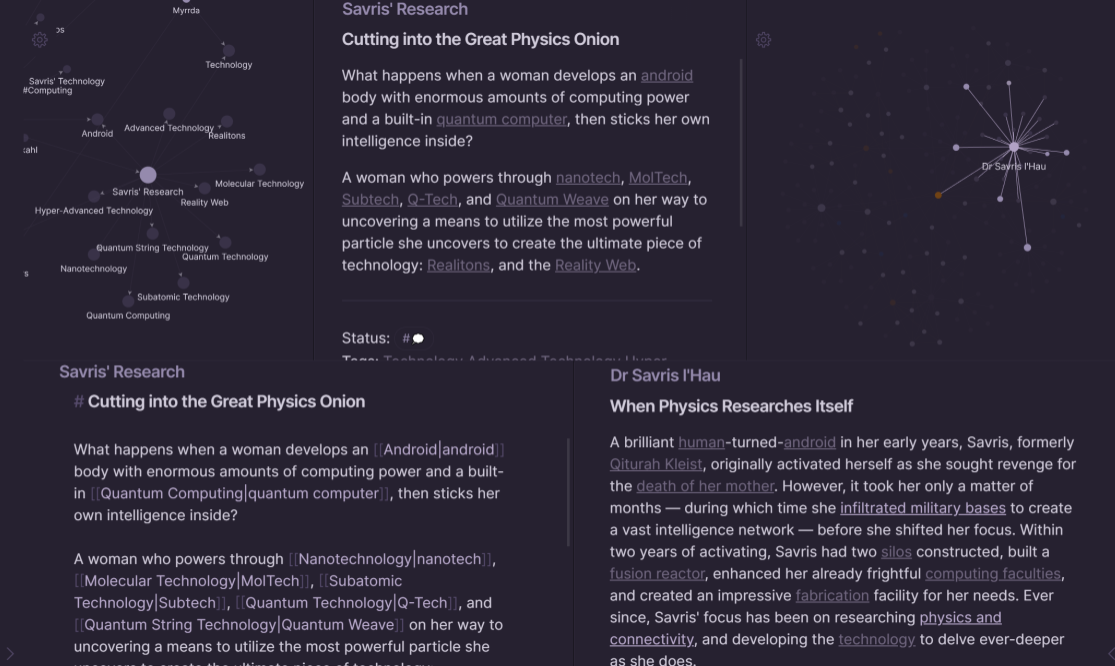 Myrrda
Technology
Savris' Technology
#Computing
Android
Advanced Technology
Realitons
Molecular Technology
Savris' Research
Reality Web
Hyper-Advanced Technology
Quantum String Technology
Quantum Technology
Nanotechnology
Subatomic Technology
Quantum Computing
Savris' Research
Cutting into the Great Physics Onion
What happens when a woman develops an android
body with enormous amounts of computing power
and a built-in quantum computer, then sticks her own
intelligence inside?
A woman who powers through nanotech, MolTech,
Subtech, Q-Tech, and Quantum Weave on her way to
uncovering a means to utilize the most powerful
particle she uncovers to create the ultimate piece of
technology: Realitons, and the Reality Web.
Status: #💬
Tags: Technology Advanced Technology Hyper
Dr Savris I'Hau
Savris' Research
# Cutting into the Great Physics Onion
What happens when a woman develops an [[Android|android]]
body with enormous amounts of computing power and a built-
in [[Quantum Computing|quantum computer]], then sticks her
own intelligence inside?
A woman who powers through [[Nanotechnology|nanotech]],
[[Molecular Technology|MolTech]], [[Subatomic
Technology|Subtech]], [[Quantum Technology|Q-Tech]], and
[[Quantum String Technology|Quantum Weave]] on her way to
uncovering a means to utilize the most powerful particle she
uncovers to create the ultimate piece of technology
Dr Savris I'Hau
When Physics Researches Itself
A brilliant human-turned-android in her early years, Savris, formerly
Qiturah Kleist, originally activated herself as she sought revenge for
the death of her mother. However, it took her only a matter of
months — during which time she infiltrated military bases to create
a vast intelligence network — before she shifted her focus. Within
two years of activating, Savris had two silos constructed, built a
fusion reactor, enhanced her already frightful computing faculties,
and created an impressive fabrication facility for her needs. Ever
since, Savris' focus has been on researching physics and
connectivity, and developing the technology to delve ever-deeper
as she does.